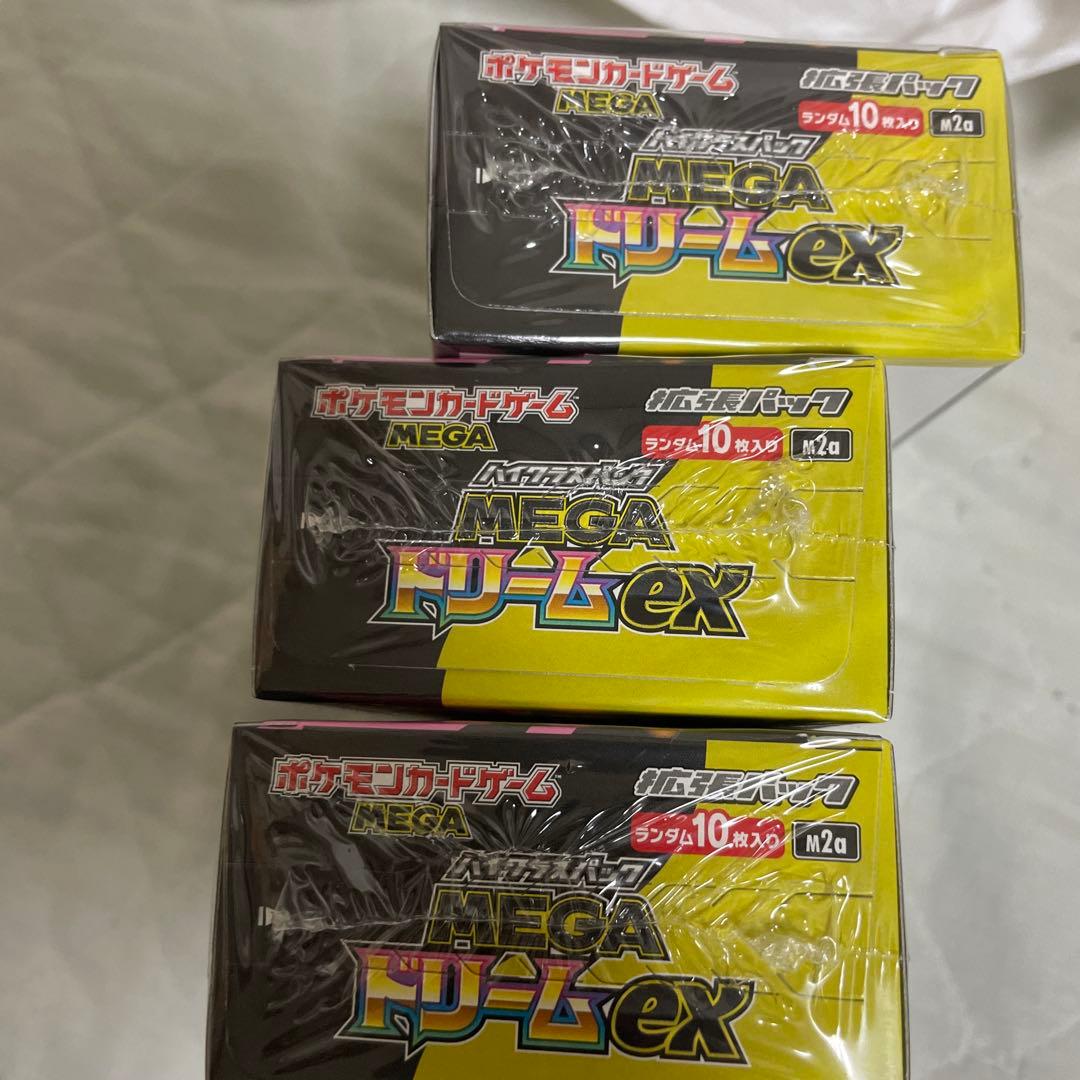 ポケモンカードゲーム
MEGA
拡張パック
ランダム10枚入り M2a
ハイクラスパック
MEGA
ドリームex
ポケモンカードゲーム
MEGA
拡張パック
ランダム10枚入り M2a
ハイクラスパック
MEGA
ドリームex
ポケモンカードゲーム
MEGA
拡張パック
ランダム10枚入り M2a
ハイクラスパック
MEGA
ドリームex